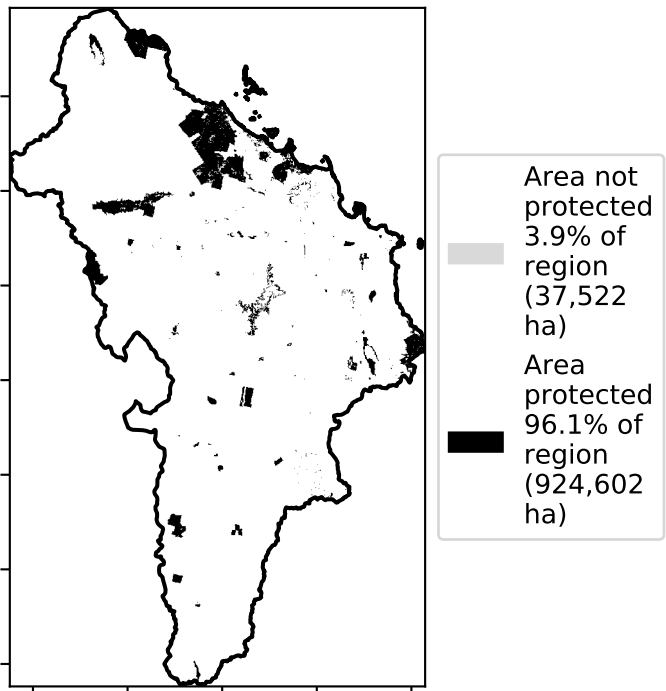 Area not
protected
3.9% of
region
(37,522
ha)
Area
protected
96.1% of
region
(924,602
ha)